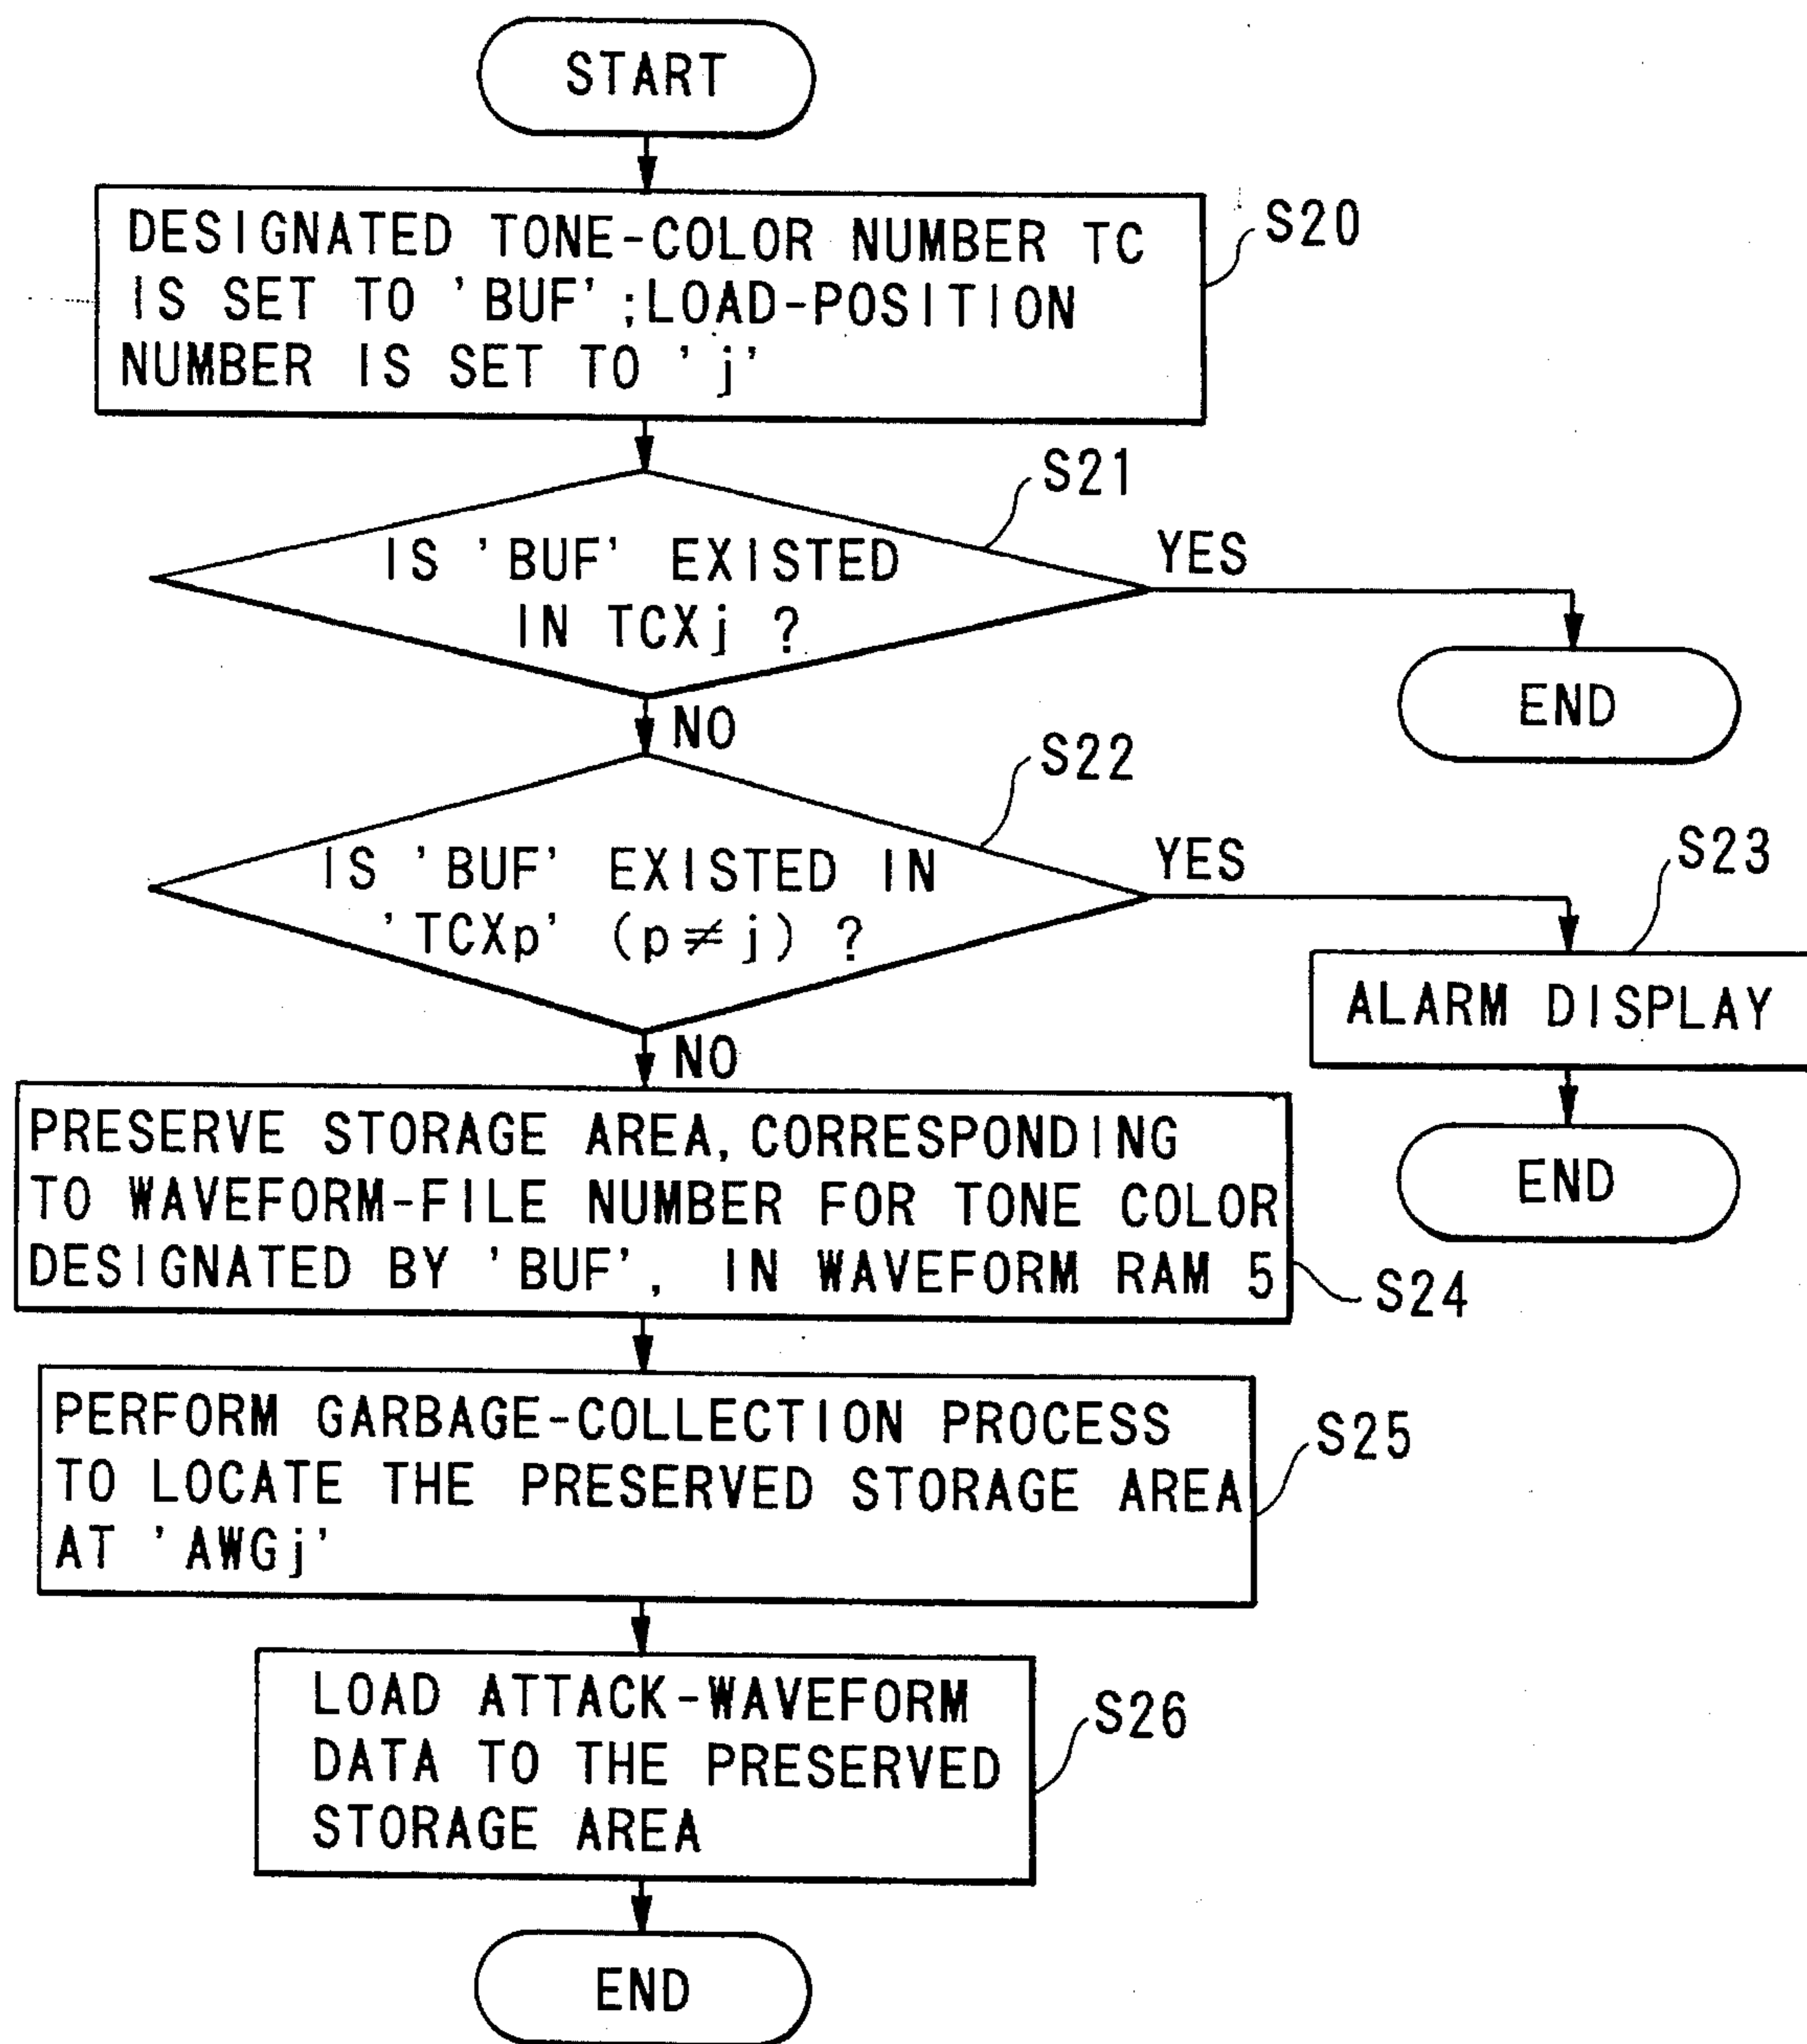 START
DESIGNATED TONE-COLOR NUMBER TC
IS SET TO 'BUF';LOAD-POSITION
NUMBER IS SET TO 'j'
S20
IS 'BUF' EXISTED
IN TCXj ?
S21
YES
END
NO
IS 'BUF' EXISTED IN
'TCXp' (p≠j) ?
S22
YES
S23
ALARM DISPLAY
END
NO
PRESERVE STORAGE AREA, CORRESPONDING
TO WAVEFORM-FILE NUMBER FOR TONE COLOR
DESIGNATED BY 'BUF', IN WAVEFORM RAM 5
S24
PERFORM GARBAGE-COLLECTION PROCESS
TO LOCATE THE PRESERVED STORAGE AREA
AT 'AWGj'
S25
LOAD ATTACK-WAVEFORM
DATA TO THE PRESERVED
STORAGE AREA
S26
END